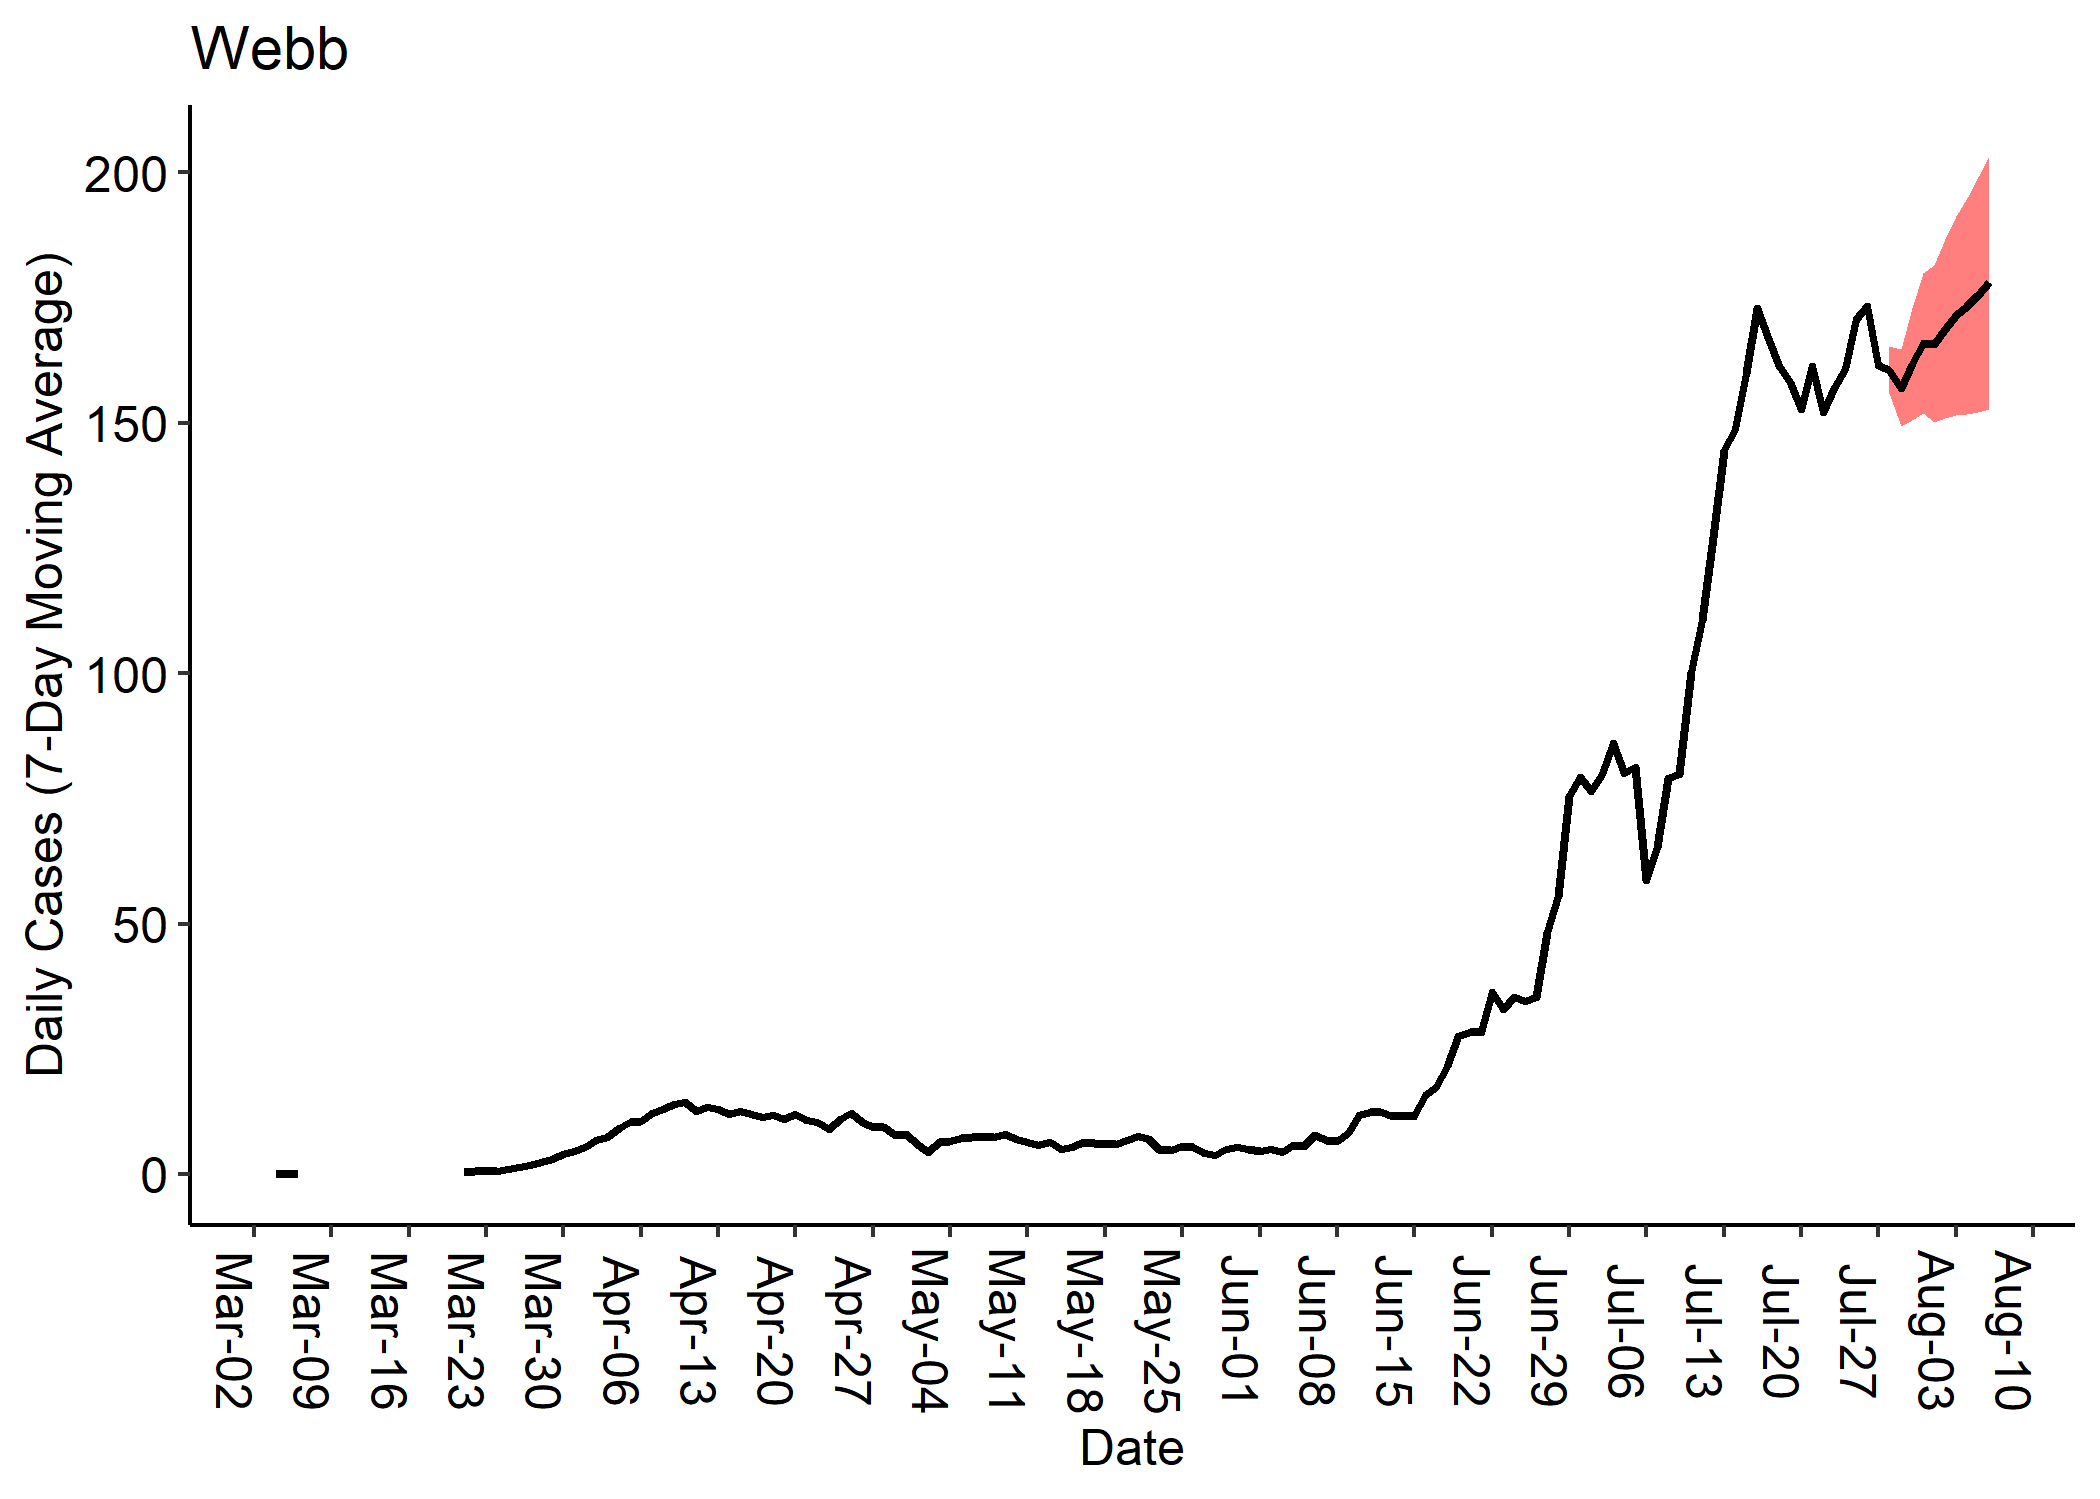 Webb
Daily Cases (7-Day Moving Average)
200
150
100
50
0
Mar-02
Mar-09
Mar-16
Mar-23
Mar-30
Apr-06
Apr-13
Apr-20
Apr-27
May-04
May-11
May-18
May-25
Jun-01
Jun-08
Jun-15
Jun-22
Jun-29
Jul-06
Jul-13
Jul-20
Jul-27
Aug-03
Aug-10
Date